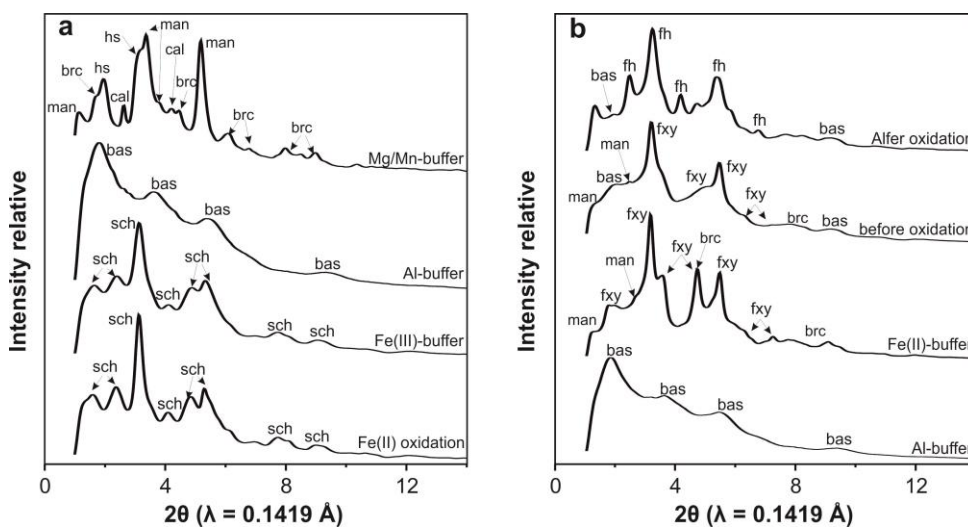 a
man
man
hs
cal
hs
brc
brc
man
cal
brc
Mg/Mn-buffer
bas
bas
bas
bas
Al-buffer
sch
sch
sch
sch
sch
sch
Fe(III)-buffer
sch
sch
sch
sch
sch
sch
Fe(II) oxidation
Intensity relative
0
4
8
12
2θ (λ = 0.1419 Å)
b
fh
fh
fh
bas
fh
fh
bas
Alfer oxidation
fxy
man
bas
fxy
fxy
fxy
man
brc
bas
before oxidation
fxy
brc
fxy
man
fxy
fxy
fxy
man
brc
Fe(II)-buffer
bas
bas
bas
bas
Al-buffer
Intensity relative
0
4
8
12
2θ (λ = 0.1419 Å)